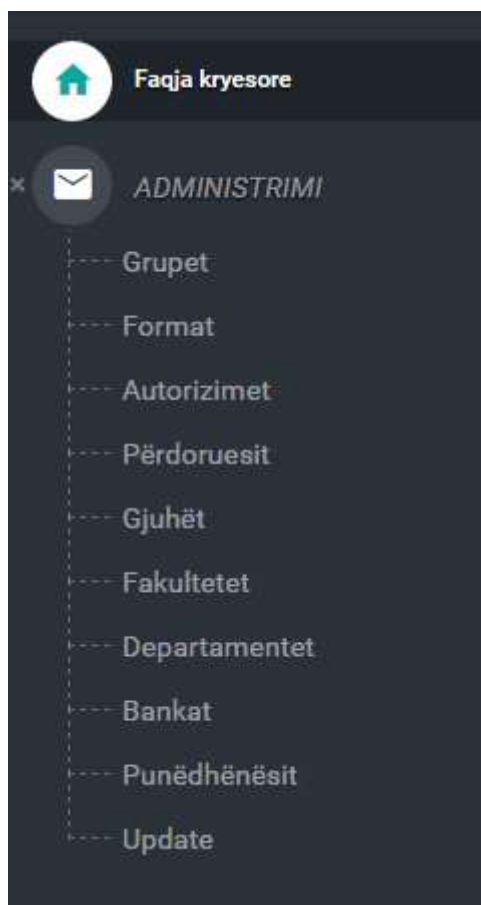 Faqja kryesore
ADMINISTRIMI
Grupet
Format
Autorizimet
Përdoruesit
Gjuhët
Fakultetet
Departamentet
Bankat
Punëdhënësit
Update